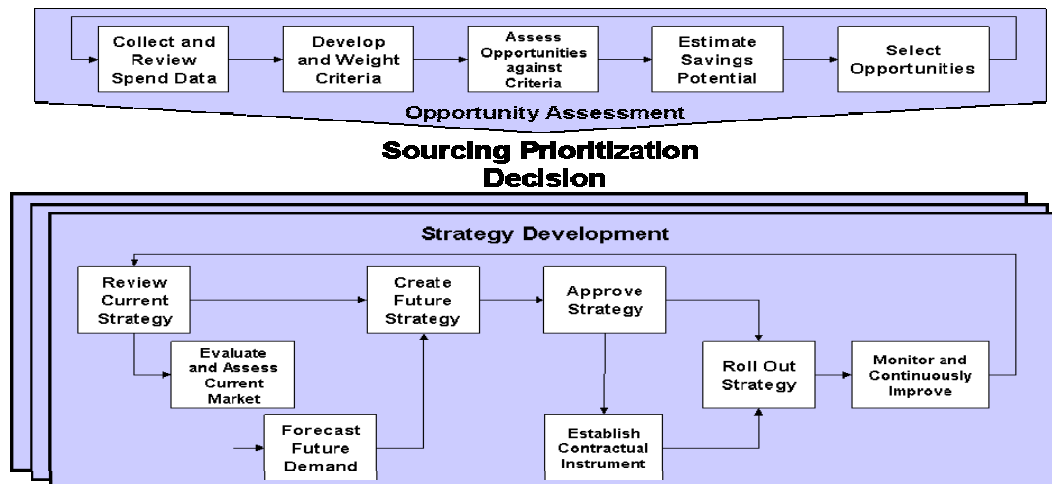 Collect and
Review
Spend Data
Develop
and Weight
Criteria
Assess
Opportunities
against
Criteria
Estimate
Savings
Potential
Select
Opportunities
Opportunity Assessment
Sourcing Prioritization
Decision
Strategy Development
Review
Current
Strategy
Create
Future
Strategy
Approve
Strategy
Evaluate
and Assess
Current
Market
Roll Out
Strategy
Monitor and
Continuously
Improve
Forecast
Future
Demand
Establish
Contractual
Instrument